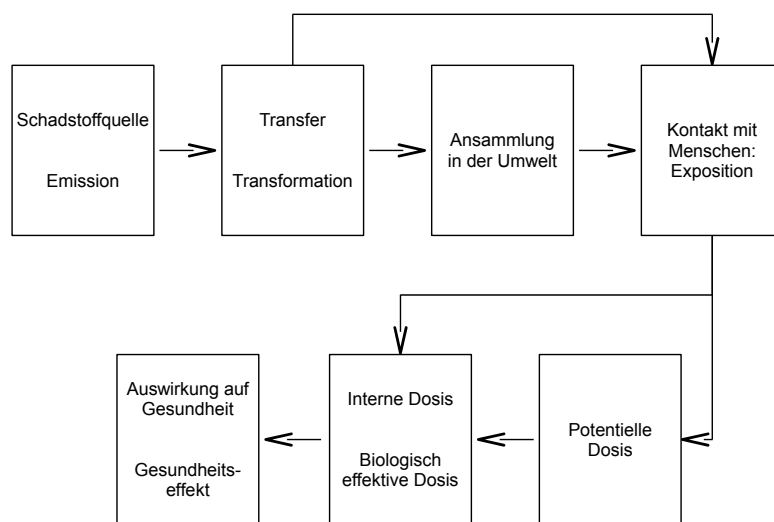 Schadstoffquelle
Emission
Transfer
Transformation
Ansammlung
in der Umwelt
Kontakt mit
Menschen:
Exposition
Auswirkung auf
Gesundheit
Gesundheits-
effekt
Interne Dosis
Biologisch
effektive Dosis
Potentielle
Dosis